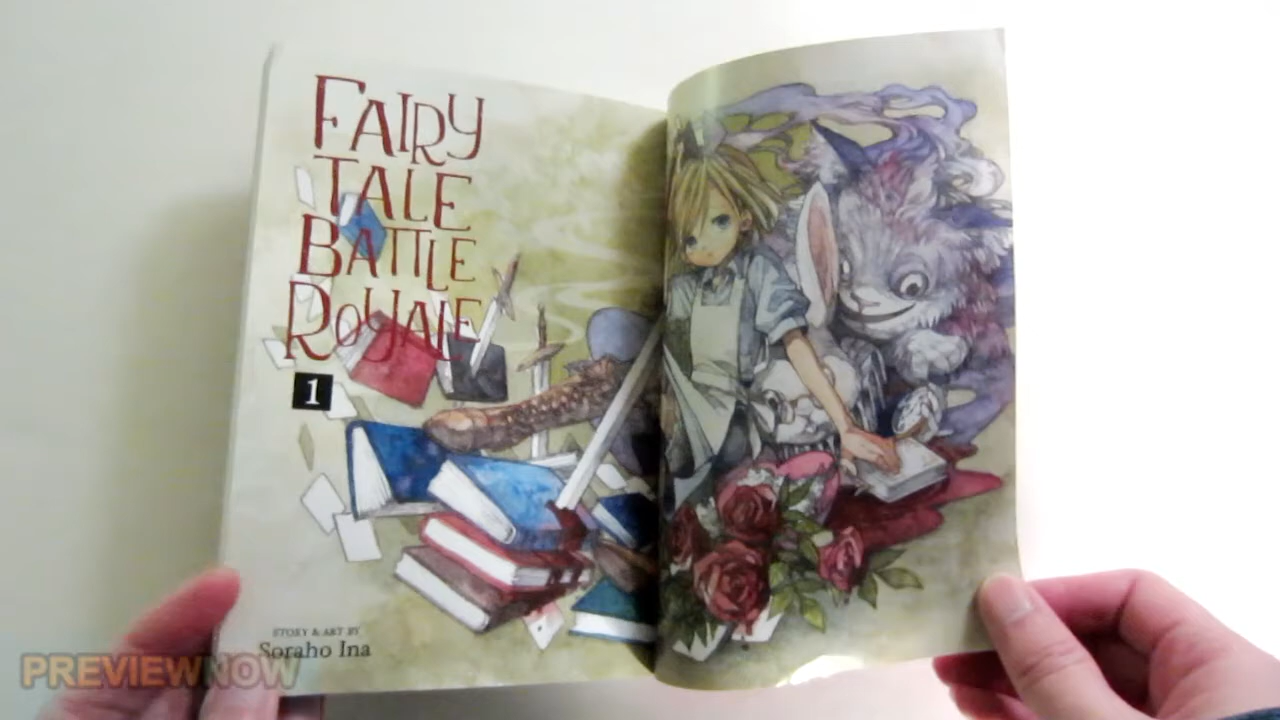 FAIRY
TALE
BATTLE
ROYALE
1
STORY & ART BY
Soraho Ina
PREVIEWNOW